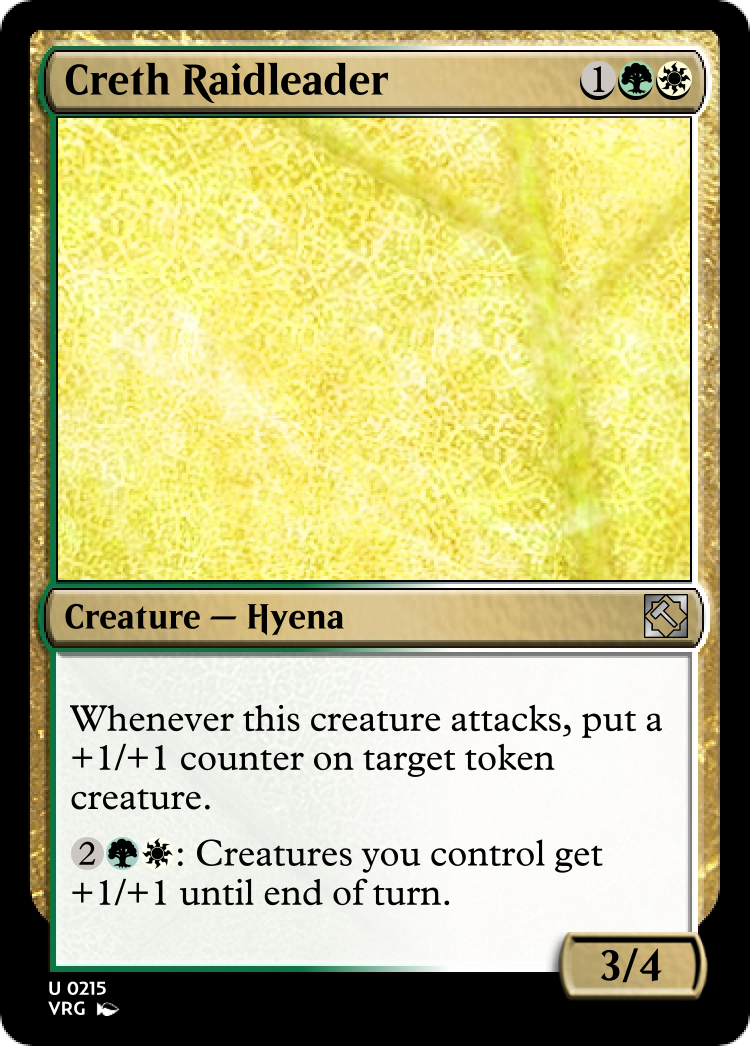 Creth Raidleader 1
Creature — Hyena
Whenever this creature attacks, put a
+1/+1 counter on target token
creature.
2: Creatures you control get
+1/+1 until end of turn.
3/4
U 0215
VRG